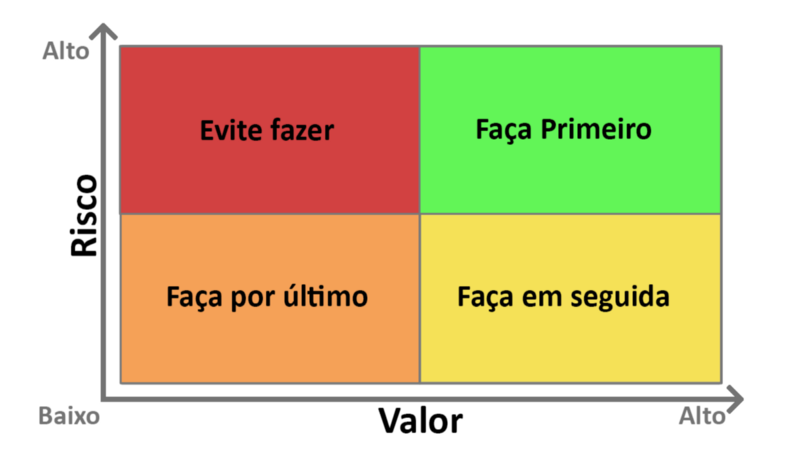 Alto
Evite fazer
Faça Primeiro
Risco
Faça por último
Faça em seguida
Baixo
Valor
Alto